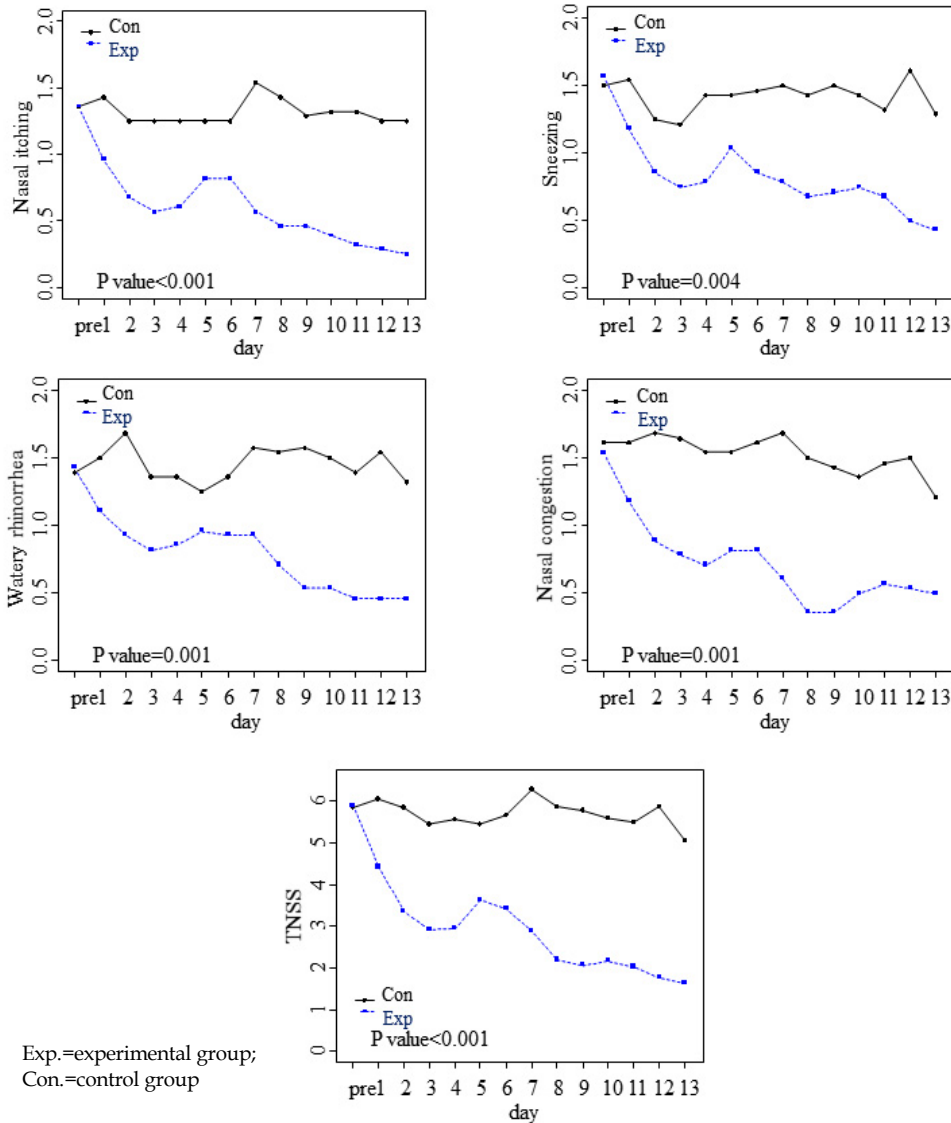 2.0
1.5
1.0
0.5
0.0
Nasal itching
Con
Exp
P value<0.001
pre1 2 3 4 5 6 7 8 9 10 11 12 13
day
2.0
1.5
1.0
0.5
0.0
Sneezing
Con
Exp
P value=0.004
pre1 2 3 4 5 6 7 8 9 10 11 12 13
day
2.0
1.5
1.0
0.5
0.0
Watery rhinorrhea
Con
Exp
P value=0.001
pre1 2 3 4 5 6 7 8 9 10 11 12 13
day
2.0
1.5
1.0
0.5
0.0
Nasal congestion
Con
Exp
P value=0.001
pre1 2 3 4 5 6 7 8 9 10 11 12 13
day
6
5
4
3
2
1
0
TNSS
Con
Exp
P value<0.001
pre1 2 3 4 5 6 7 8 9 10 11 12 13
day
Exp.=experimental group;
Con.=control group